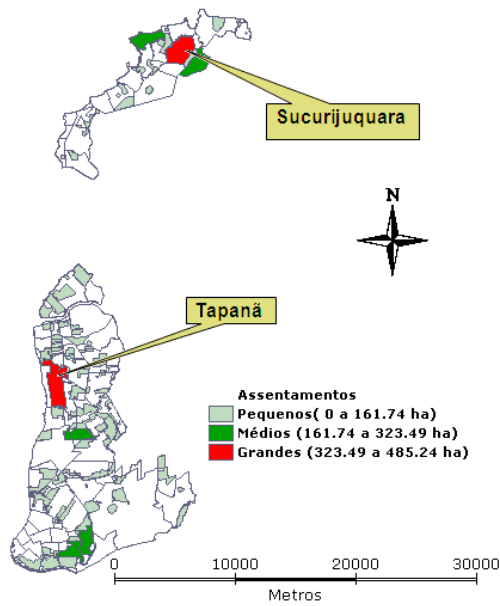 Sucurijuquara
N
Tapanã
Assentamentos
Pequenos( 0 a 161.74 ha)
Médios (161.74 a 323.49 ha)
Grandes (323.49 a 485.24 ha)
0 10000 20000 30000
Metros